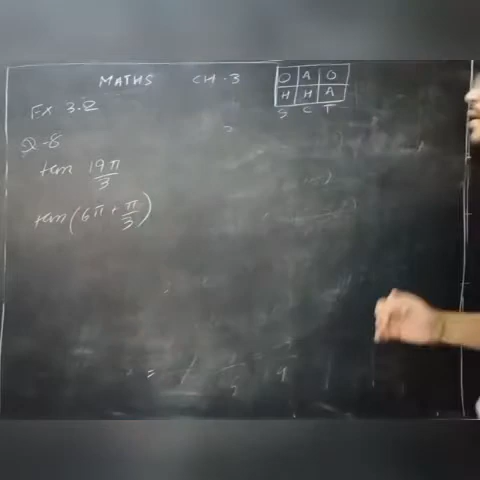 MATHS CH.3
O A O
H H A
S C T
EX 3.2
Q-8
tan 19π/3
tan(6π + π/3)